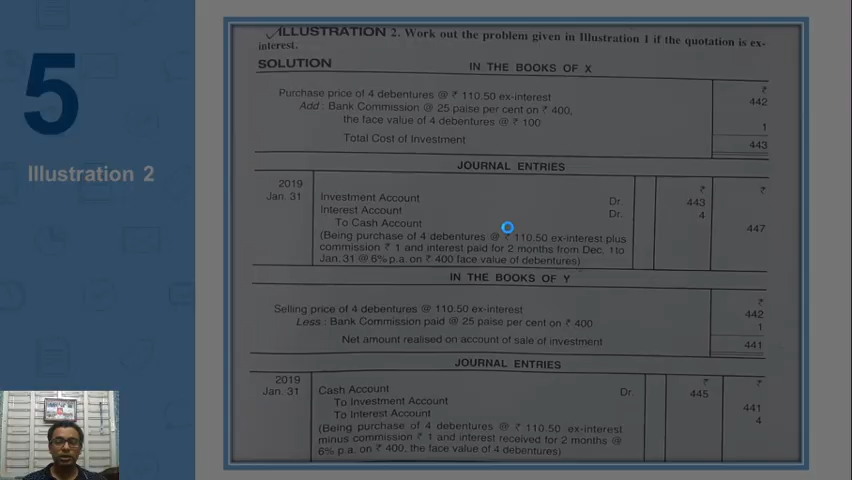 5
Illustration 2
ILLUSTRATION 2. Work out the problem given in Illustration 1 if the quotation is ex-
interest.
SOLUTION
IN THE BOOKS OF X
₹
Purchase price of 4 debentures @ ₹ 110.50 ex-interest 442
Add : Bank Commission @ 25 paise per cent on ₹ 400,
the face value of 4 debentures @ ₹ 100 1
Total Cost of Investment 443
JOURNAL ENTRIES
2019 ₹ ₹
Jan. 31 Investment Account Dr. 443
Interest Account Dr. 4
To Cash Account 447
(Being purchase of 4 debentures @ ₹ 110.50 ex-interest plus
commission ₹ 1 and interest paid for 2 months from Dec. 1 to
Jan. 31 @ 6% p.a. on ₹ 400 face value of debentures)
IN THE BOOKS OF Y
₹
Selling price of 4 debentures @ 110.50 ex-interest 442
Less : Bank Commission paid @ 25 paise per cent on ₹ 400 1
Net amount realised on account of sale of investment 441
JOURNAL ENTRIES
2019 ₹ ₹
Jan. 31 Cash Account Dr. 445
To Investment Account 441
To Interest Account 4
(Being purchase of 4 debentures @ ₹ 110.50 ex-interest
minus commission ₹ 1 and interest received for 2 months @
6% p.a. on ₹ 400, the face value of 4 debentures)